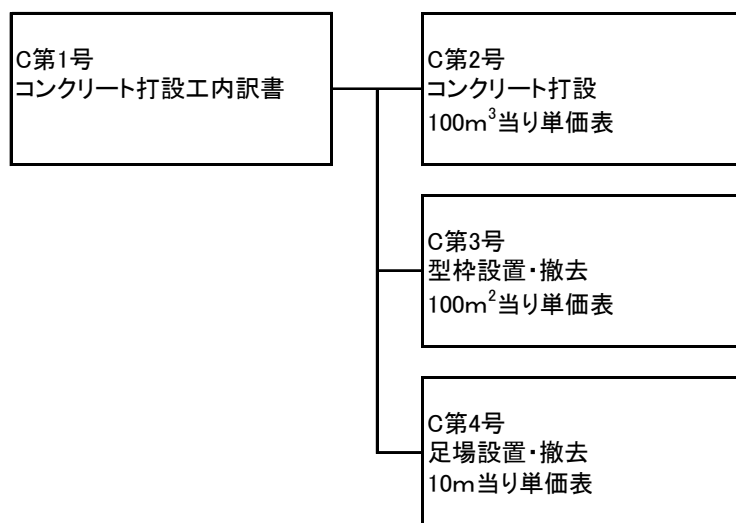 C第1号
コンクリート打設工内訳書
C第2号
コンクリート打設
100m³当り単価表
C第3号
型枠設置・撤去
100m²当り単価表
C第4号
足場設置・撤去
10m当り単価表